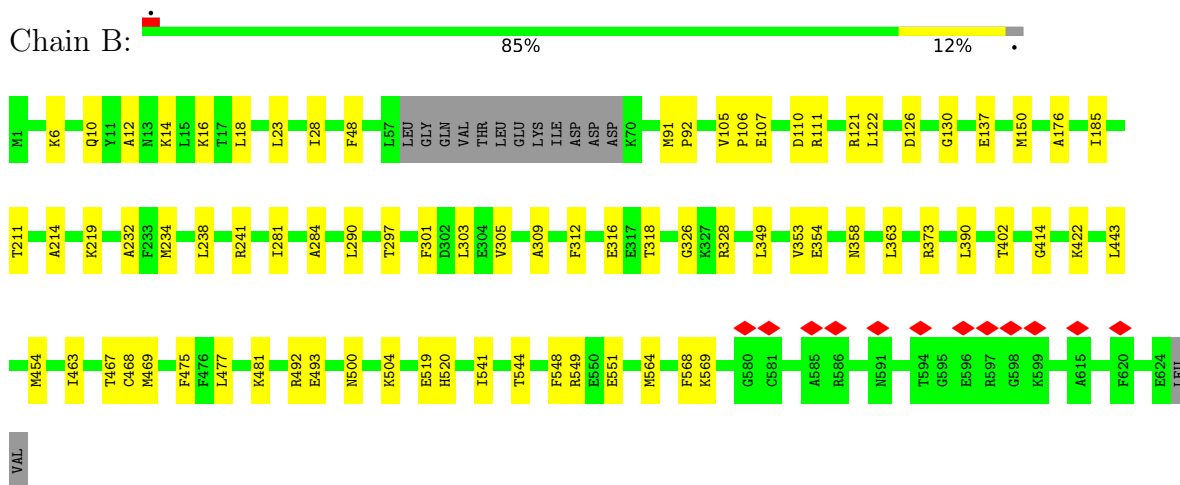 Chain B:
85% 12%
M1 K6 Q10 Y11 A12 N13 K14 L15 K16 T17 L18 L23 I28 F48 L57 LEU GLY GLN VAL THR LEU GLU LYS ILE ASP ASP ASP K70 M91 P92 V105 P106 E107 D110 R111 R121 L122 D126 G130 E137 M150 A176 I185
T211 A214 K219 A232 F233 M234 L238 R241 I281 A284 L290 T297 F301 D302 L303 E304 V305 A309 F312 E316 E317 T318 G326 K327 R328 L349 V353 E354 N358 L363 R373 L390 T402 G414 K422 L443
M454 I463 T467 C468 M469 F475 F476 L477 K481 R492 E493 N500 K504 E519 H520 I541 T544 F548 R549 E550 E551 M564 F568 K569 G580 C581 A585 R586 N591 T594 G595 E596 R597 G598 K599 A615 F620 E624 LEU
VAL